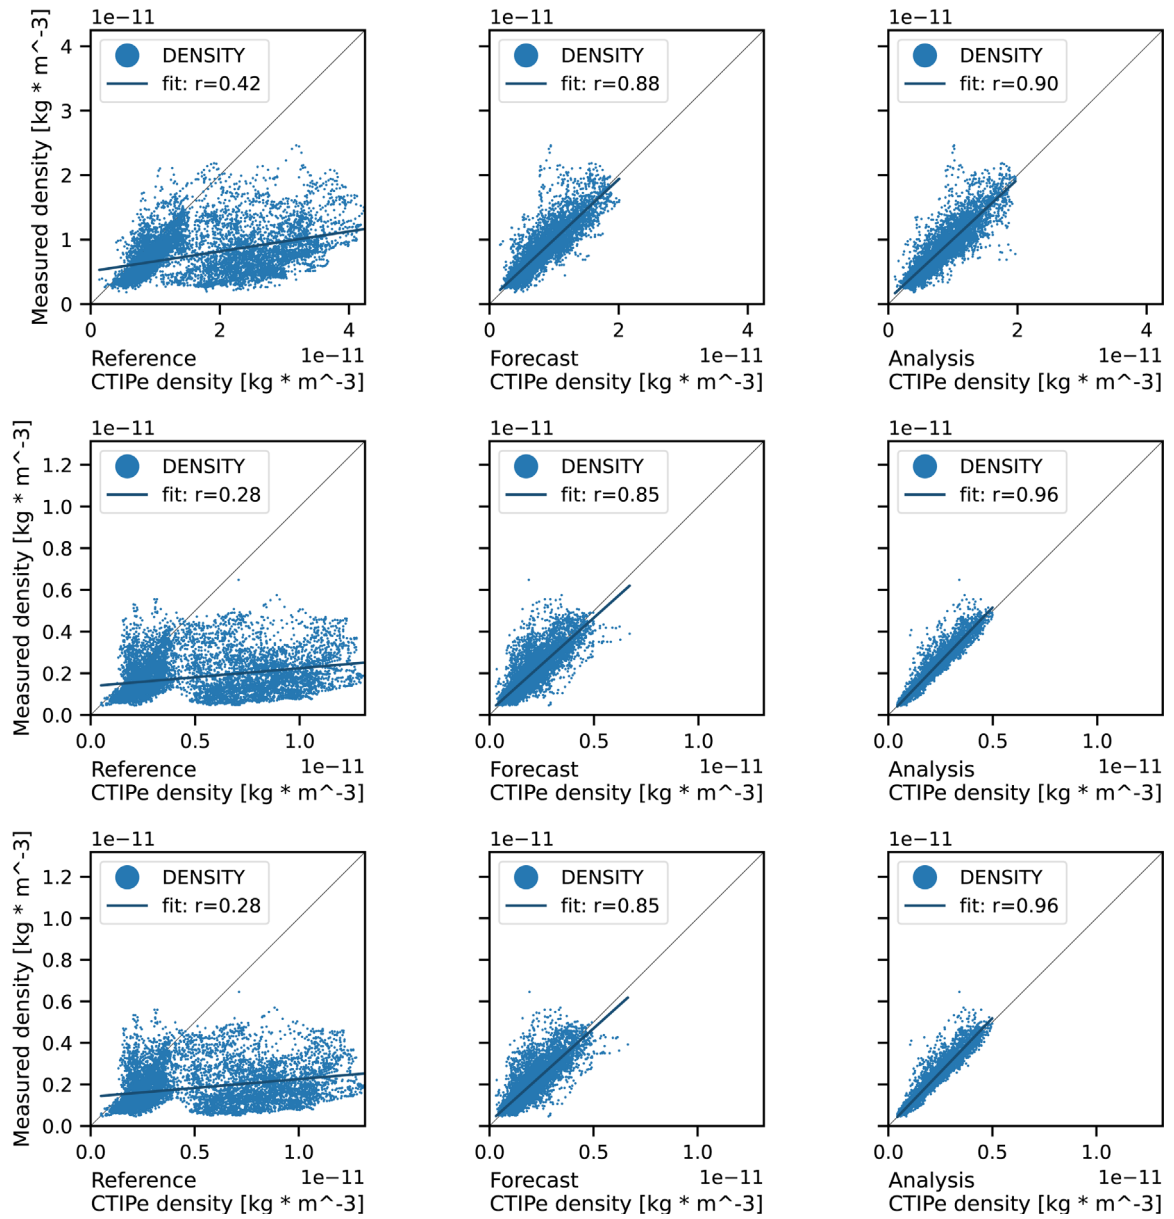 1e−11
1e−11
1e−11
Measured density [kg * m^-3]
4
3
2
1
0
DENSITY
fit: r=0.42
DENSITY
fit: r=0.88
DENSITY
fit: r=0.90
0 2 4
0 2 4
0 2 4
Reference 1e−11
CTIPe density [kg * m^-3]
Forecast 1e−11
CTIPe density [kg * m^-3]
Analysis 1e−11
CTIPe density [kg * m^-3]
1e−11
1e−11
1e−11
Measured density [kg * m^-3]
1.2
1.0
0.8
0.6
0.4
0.2
0.0
DENSITY
fit: r=0.28
DENSITY
fit: r=0.85
DENSITY
fit: r=0.96
0.0 0.5 1.0
0.0 0.5 1.0
0.0 0.5 1.0
Reference 1e−11
CTIPe density [kg * m^-3]
Forecast 1e−11
CTIPe density [kg * m^-3]
Analysis 1e−11
CTIPe density [kg * m^-3]
1e−11
1e−11
1e−11
Measured density [kg * m^-3]
1.2
1.0
0.8
0.6
0.4
0.2
0.0
DENSITY
fit: r=0.28
DENSITY
fit: r=0.85
DENSITY
fit: r=0.96
0.0 0.5 1.0
0.0 0.5 1.0
0.0 0.5 1.0
Reference 1e−11
CTIPe density [kg * m^-3]
Forecast 1e−11
CTIPe density [kg * m^-3]
Analysis 1e−11
CTIPe density [kg * m^-3]